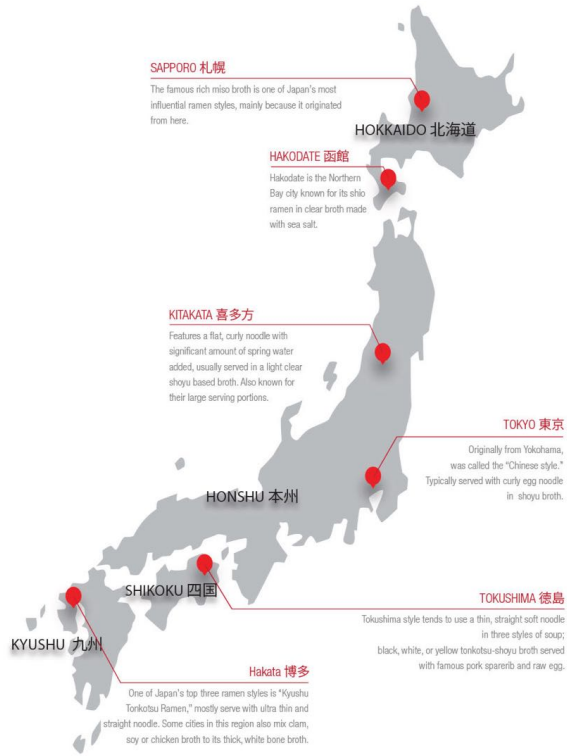 SAPPORO 札幌
The famous rich miso broth is one of Japan's most
influential ramen styles, mainly because it originated
from here.
HOKKAIDO 北海道
HAKODATE 函館
Hakodate is the Northern
Bay city known for its shio
ramen in clear broth made
with sea salt.
KITAKATA 喜多方
Features a flat, curly noodle with
significant amount of spring water
added, usually served in a light clear
shoyu based broth. Also known for
their large serving portions.
TOKYO 東京
Originally from Yokohama,
was called the “Chinese style.”
Typically served with curly egg noodle
in shoyu broth.
HONSHU 本州
SHIKOKU 四国
TOKUSHIMA 徳島
Tokushima style tends to use a thin, straight soft noodle
in three styles of soup;
black, white, or yellow tonkotsu-shoyu broth served
with famous pork sparerib and raw egg.
KYUSHU 九州
Hakata 博多
One of Japan's top three ramen styles is “Kyushu
Tonkotsu Ramen,” mostly serve with ultra thin and
straight noodle. Some cities in this region also mix clam,
soy or chicken broth to its thick, white bone broth.